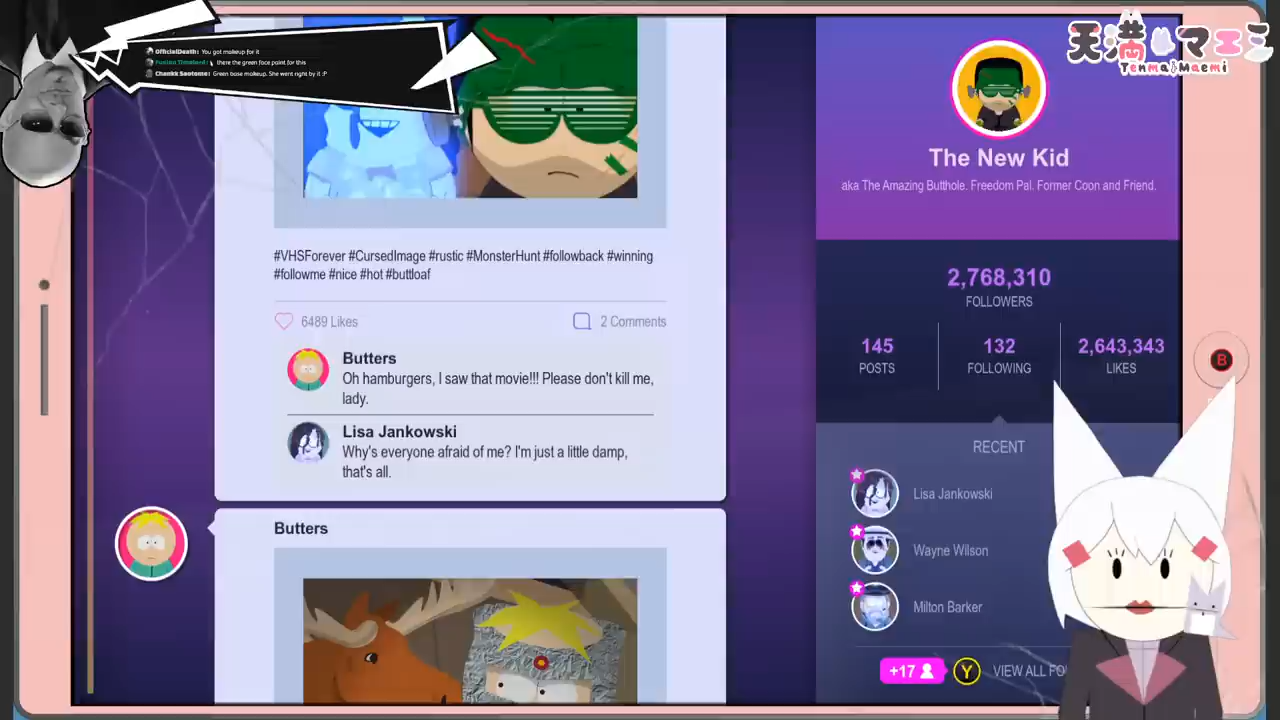 OfficialDeath: You got makeup for it
there the green face paint for this
Chankk Santome: Green base makeup. She went right by it :P
天満マエミ
Tenma Maemi
#VHSForever #CursedImage #rustic #MonsterHunt #followback #winning
#followme #nice #hot #buttloaf
6489 Likes
2 Comments
Butters
Oh hamburgers, I saw that movie!!! Please don't kill me,
lady.
Lisa Jankowski
Why's everyone afraid of me? I'm just a little damp,
that's all.
Butters
The New Kid
aka The Amazing Butthole. Freedom Pal. Former Coon and Friend.
2,768,310
FOLLOWERS
145
POSTS
132
FOLLOWING
2,643,343
LIKES
B
RECENT
Lisa Jankowski
Wayne Wilson
Milton Barker
+17
Y
VIEW ALL FO